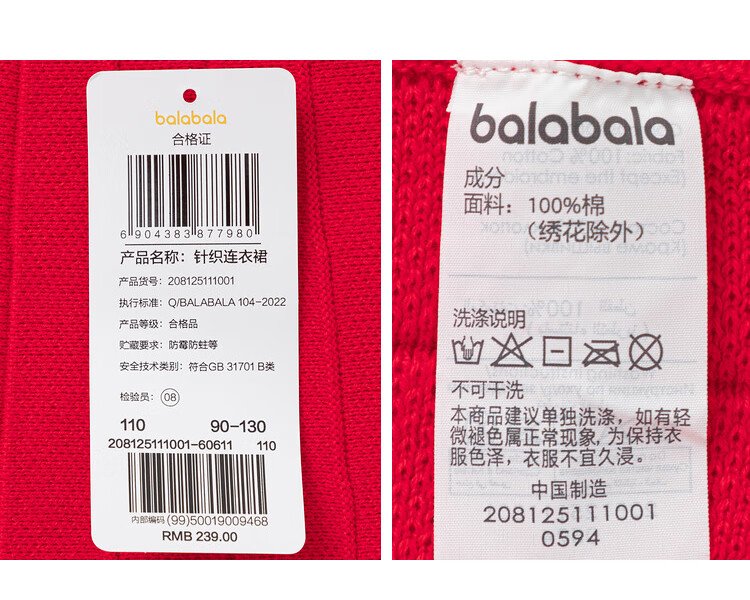 balabala
合格证
6 904383 877980
产品名称：针织连衣裙
产品货号：208125111001
执行标准：Q/BALABALA 104-2022
产品等级：合格品
贮藏要求：防霉防蛀等
安全技术类别：符合GB 31701 B类
检验员：08
110 90-130
208125111001-60611 110
内部编码 (99)50019009468
RMB 239.00
balabala
成分
面料：100%棉
（绣花除外）
洗涤说明
不可干洗
本商品建议单独洗涤，如有轻
微褪色属正常现象，为保持衣
服色泽，衣服不宜久浸。
中国制造
208125111001
0594